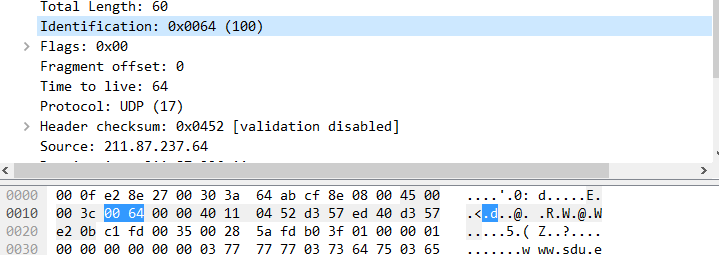 Total Length: 60
Identification: 0x0064 (100)
Flags: 0x00
Fragment offset: 0
Time to live: 64
Protocol: UDP (17)
Header checksum: 0x0452 [validation disabled]
Source: 211.87.237.64
0000 00 0f e2 8e 27 00 30 3a 64 ab cf 8e 08 00 45 00 ....'.0: d.....E.
0010 00 3c 00 64 00 00 40 11 04 52 d3 57 ed 40 d3 57 .<.d..@. .R.W.@.W
0020 e2 0b c1 fd 00 35 00 28 5a fd b0 3f 01 00 00 01 .....5.( Z..?....
0030 00 00 00 00 00 03 77 77 77 03 73 64 75 03 65 .......w ww.sdu.e